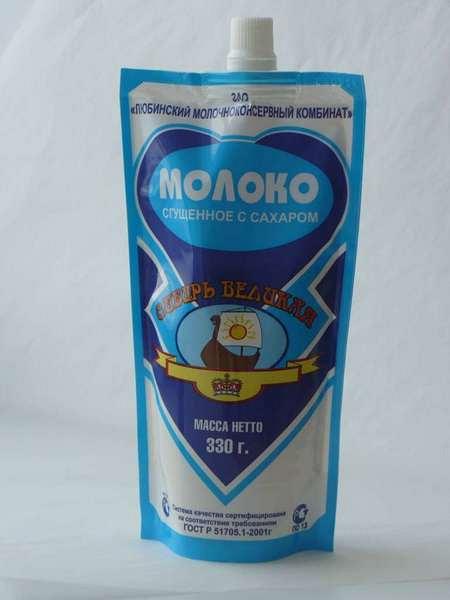 ЗАО
«ЛЮБИНСКИЙ МОЛОЧНОКОНСЕРВНЫЙ КОМБИНАТ»
МОЛОКО
СГУЩЕННОЕ С САХАРОМ
СИБИРЬ ВЕЛИКАЯ
МАССА НЕТТО
330 г.
Система качества сертифицирована
на соответствие требованиям
ГОСТ Р 51705.1-2001г